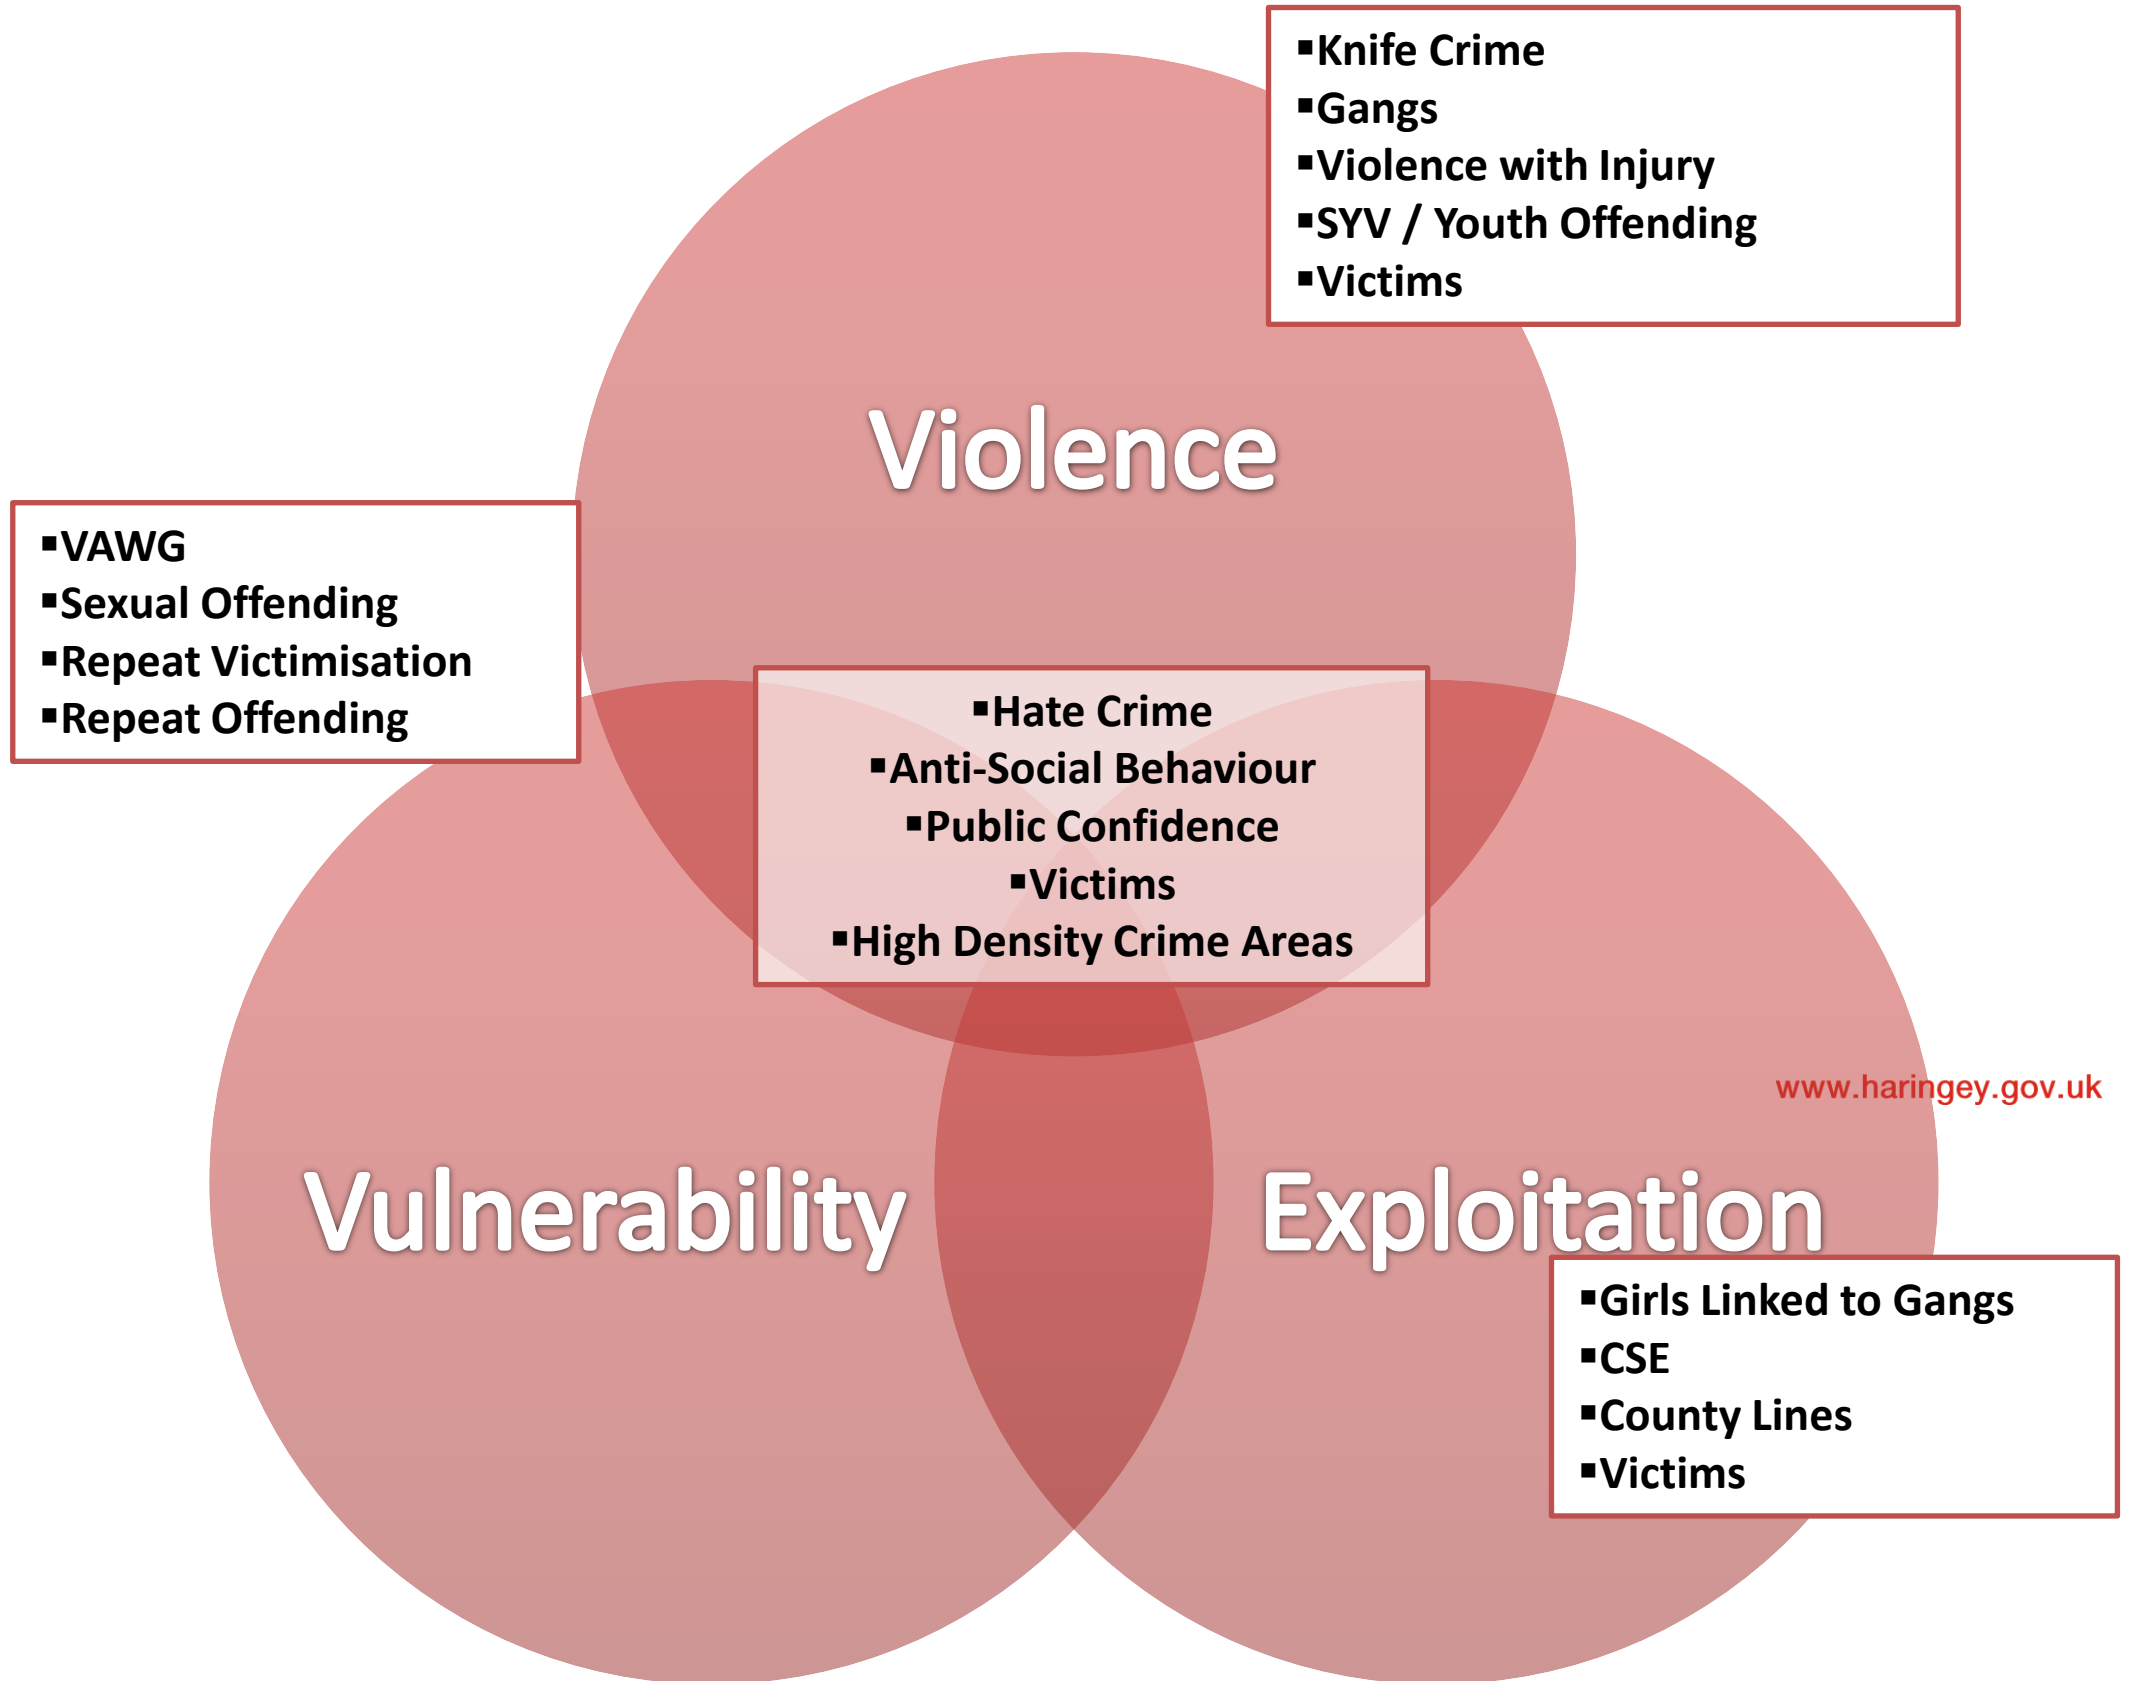 ▪Knife Crime
▪Gangs
▪Violence with Injury
▪SYV / Youth Offending
▪Victims
Violence
▪VAWG
▪Sexual Offending
▪Repeat Victimisation
▪Repeat Offending
▪Hate Crime
▪Anti-Social Behaviour
▪Public Confidence
▪Victims
▪High Density Crime Areas
www.haringey.gov.uk
Vulnerability
Exploitation
▪Girls Linked to Gangs
▪CSE
▪County Lines
▪Victims